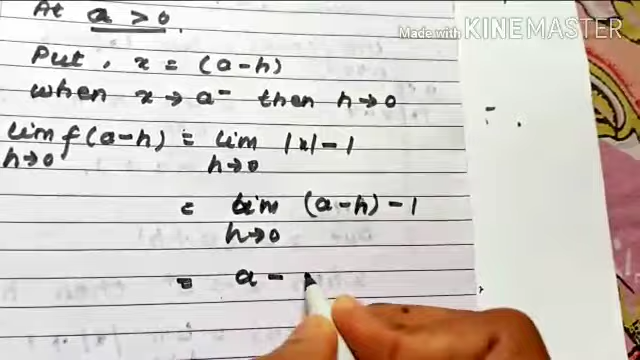 At a > 0.
Made with KINEMASTER
Put, x = (a-h)
when x → a⁻ then h → 0
lim f(a-h) = lim |x| - 1
h→0 h→0
= lim (a-h) - 1
h→0
= a -